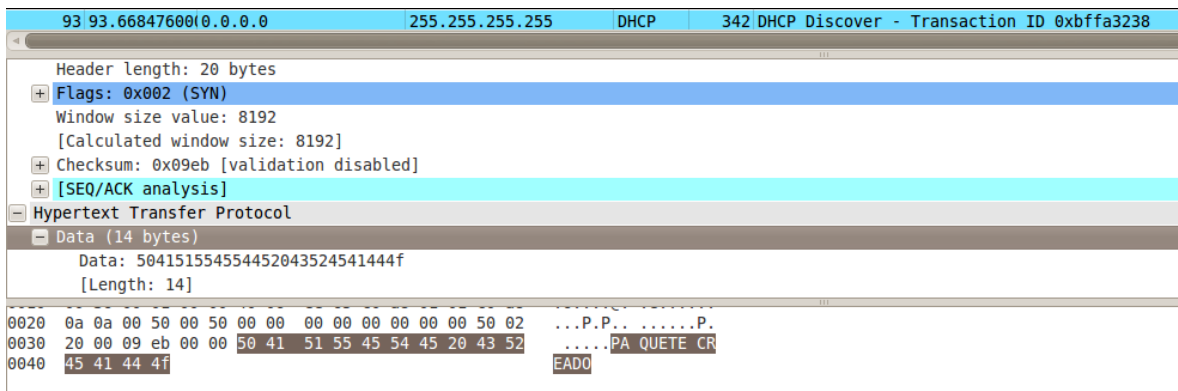 93 93.66847600(0.0.0.0 255.255.255.255 DHCP 342 DHCP Discover - Transaction ID 0xbffa3238
Header length: 20 bytes
Flags: 0x002 (SYN)
Window size value: 8192
[Calculated window size: 8192]
Checksum: 0x09eb [validation disabled]
[SEQ/ACK analysis]
Hypertext Transfer Protocol
Data (14 bytes)
Data: 504151554554452043524541444f
[Length: 14]
0020 0a 0a 00 50 00 50 00 00 00 00 00 00 00 00 50 02 ...P.P.. ......P.
0030 20 00 09 eb 00 00 50 41 51 55 45 54 45 20 43 52 .....PA QUETE CR
0040 45 41 44 4f EADO